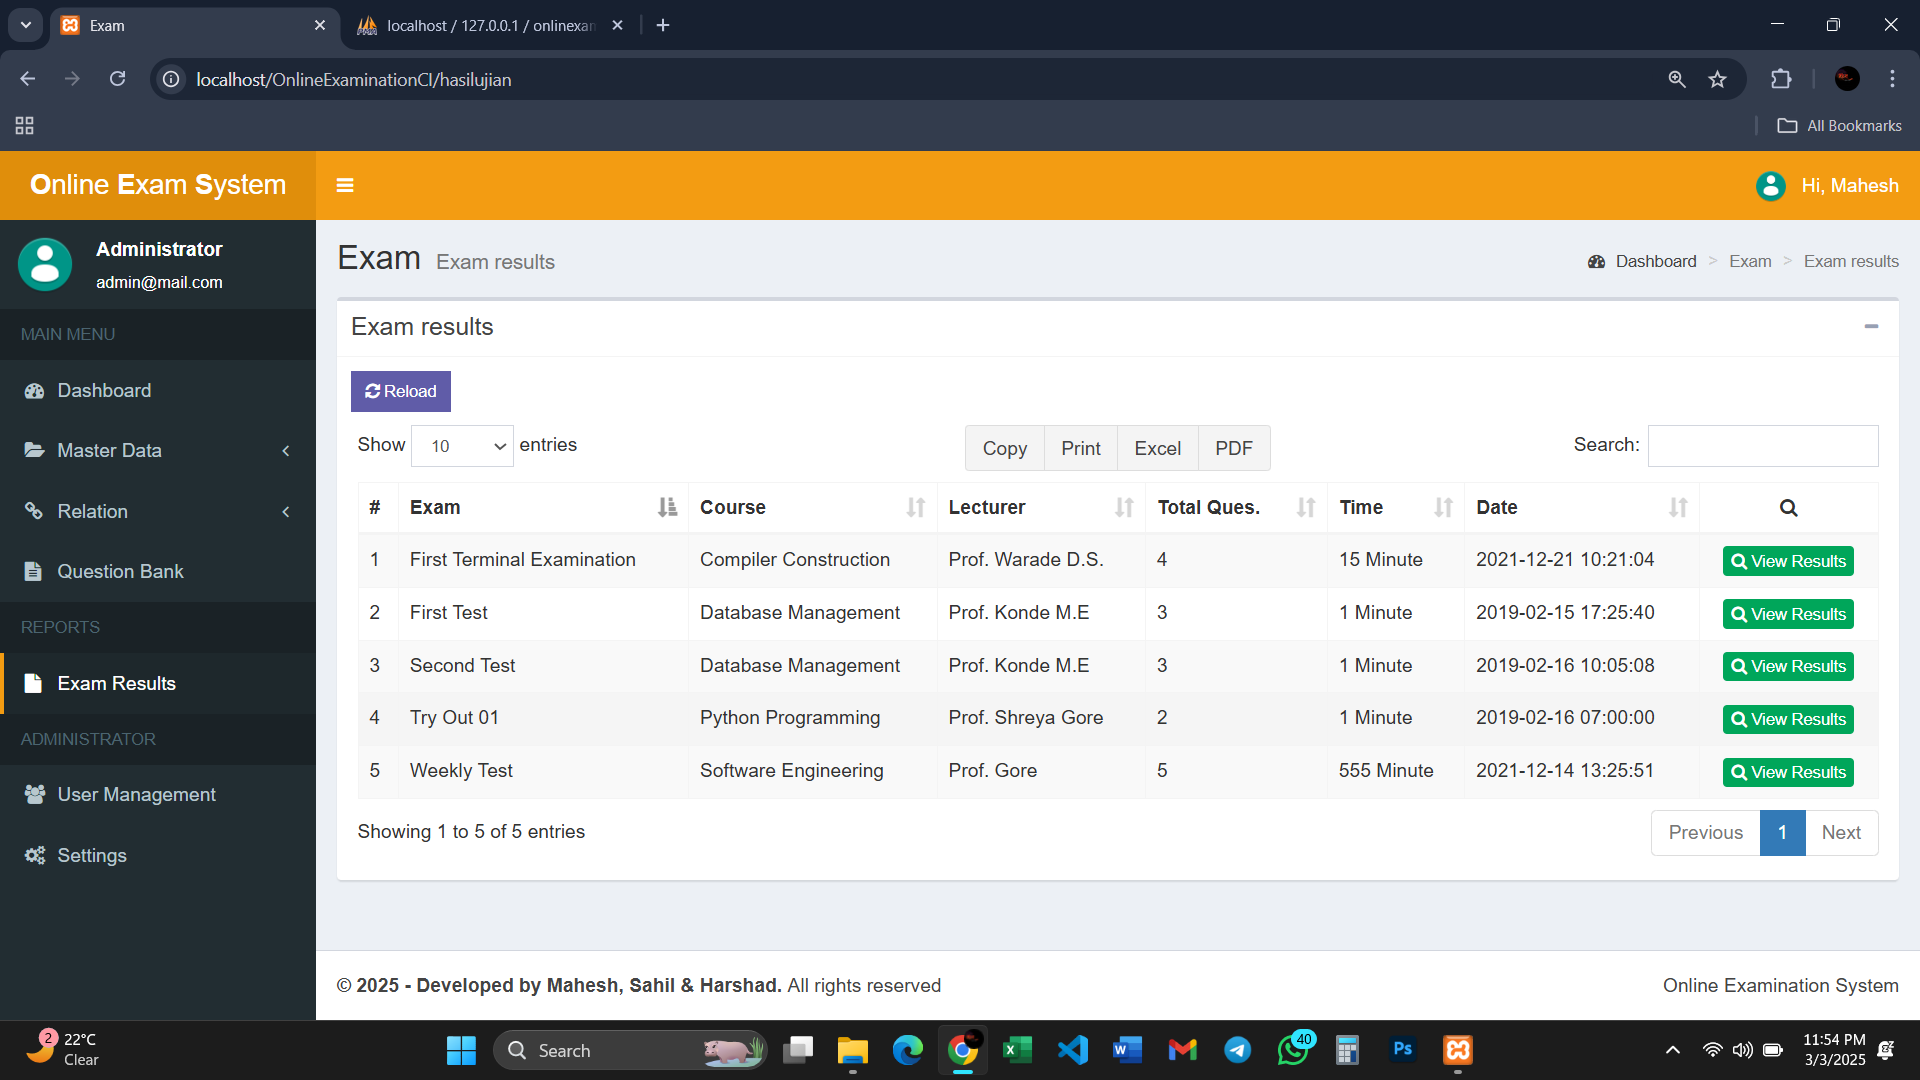 Exam
localhost / 127.0.0.1 / onlinexan
localhost/OnlineExaminationCI/hasilujian
All Bookmarks
Online Exam System
Hi, Mahesh
Administrator
admin@mail.com
MAIN MENU
Dashboard
Master Data
Relation
Question Bank
REPORTS
Exam Results
ADMINISTRATOR
User Management
Settings
Exam Exam results
Dashboard > Exam > Exam results
Exam results
Reload
Show 10 entries
Copy Print Excel PDF
Search:
# Exam Course Lecturer Total Ques. Time Date
1 First Terminal Examination Compiler Construction Prof. Warade D.S. 4 15 Minute 2021-12-21 10:21:04 View Results
2 First Test Database Management Prof. Konde M.E 3 1 Minute 2019-02-15 17:25:40 View Results
3 Second Test Database Management Prof. Konde M.E 3 1 Minute 2019-02-16 10:05:08 View Results
4 Try Out 01 Python Programming Prof. Shreya Gore 2 1 Minute 2019-02-16 07:00:00 View Results
5 Weekly Test Software Engineering Prof. Gore 5 555 Minute 2021-12-14 13:25:51 View Results
Showing 1 to 5 of 5 entries
Previous 1 Next
© 2025 - Developed by Mahesh, Sahil & Harshad. All rights reserved
Online Examination System
2
22°C
Clear
Search
40
Ps
11:54 PM
3/3/2025